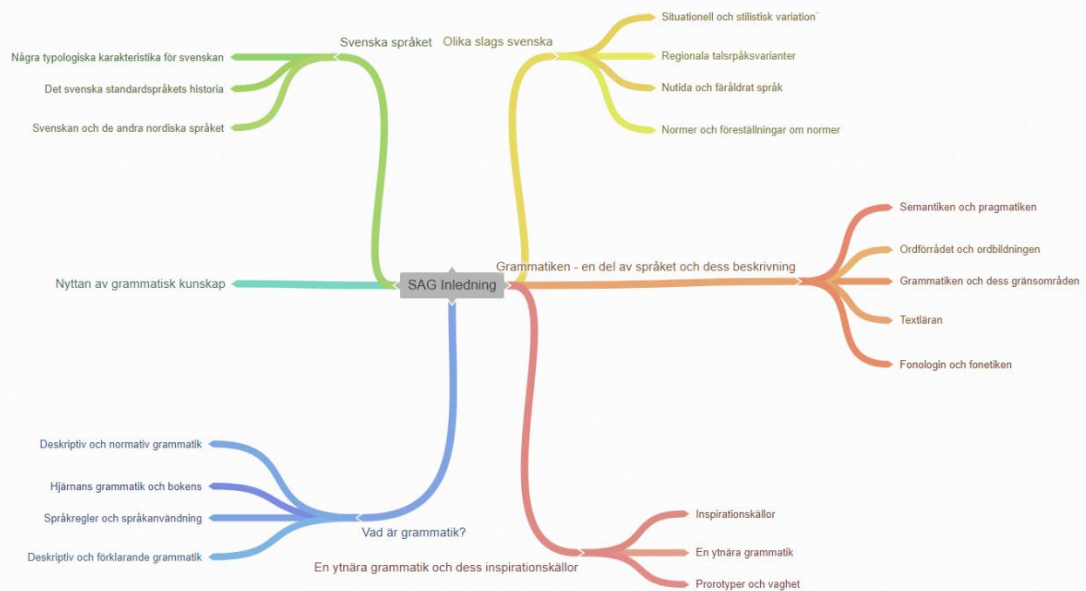 Svenska språket
Några typologiska karakteristika för svenskan
Det svenska standardspråkets historia
Svenskan och de andra nordiska språket
Olika slags svenska
Situationell och stilistisk variation¨
Regionala talsrpåksvarianter
Nutida och faråldrat språk
Normer och föreställningar om normer
Nyttan av grammatisk kunskap
SAG Inledning
Grammatiken - en del av språket och dess beskrivning
Semantiken och pragmatiken
Ordförrådet och ordbildningen
Grammatiken och dess gränsområden
Textläran
Fonologin och fonetiken
Vad är grammatik?
Deskriptiv och normativ grammatik
Hjärnans grammatik och bokens
Språkregler och språkanvändning
Deskriptiv och förklarande grammatik
En ytnära grammatik och dess inspirationskällor
Inspirationskällor
En ytnära grammatik
Prorotyper och vaghet